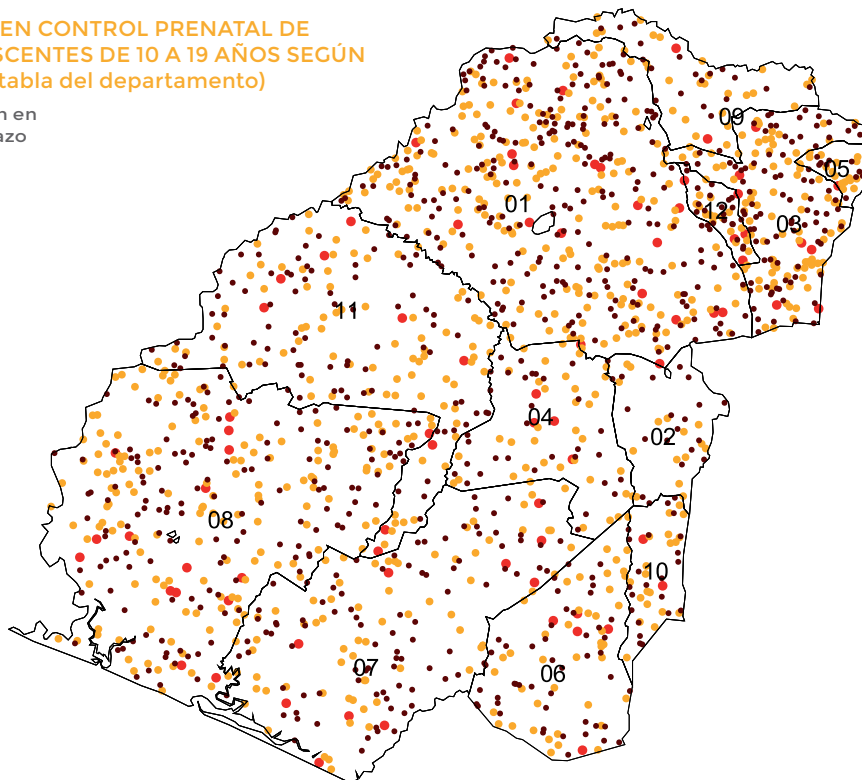 EN CONTROL PRENATAL DE
SCENTES DE 10 A 19 AÑOS SEGÚN
tabla del departamento)
n en
azo
09
05
01
12
03
11
04
02
08
10
07
06